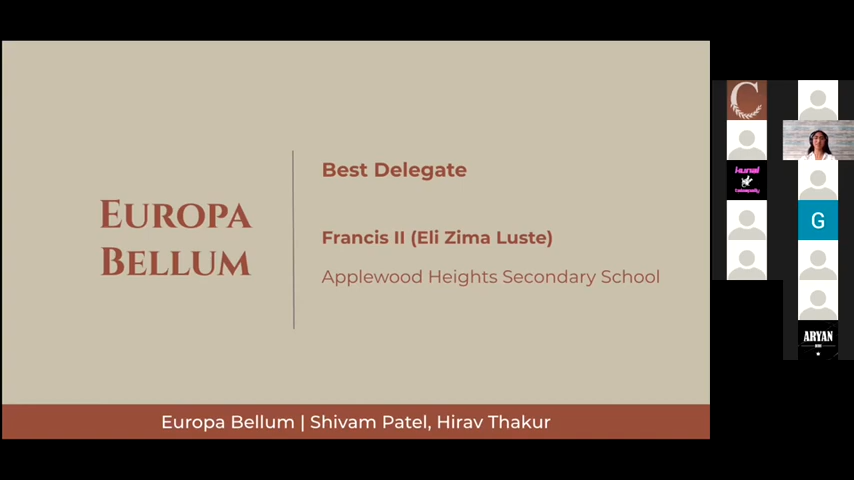 Europa
Bellum
Best Delegate
Francis II (Eli Zima Luste)
Applewood Heights Secondary School
Europa Bellum | Shivam Patel, Hirav Thakur
C
kunal
G
ARYAN